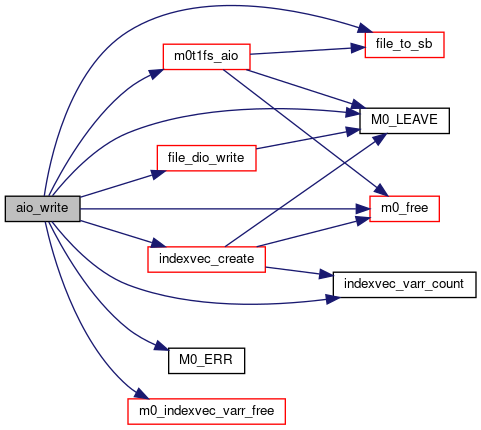 file_to_sb
m0t1fs_aio
M0_LEAVE
file_dio_write
aio_write
m0_free
indexvec_create
indexvec_varr_count
M0_ERR
m0_indexvec_varr_free